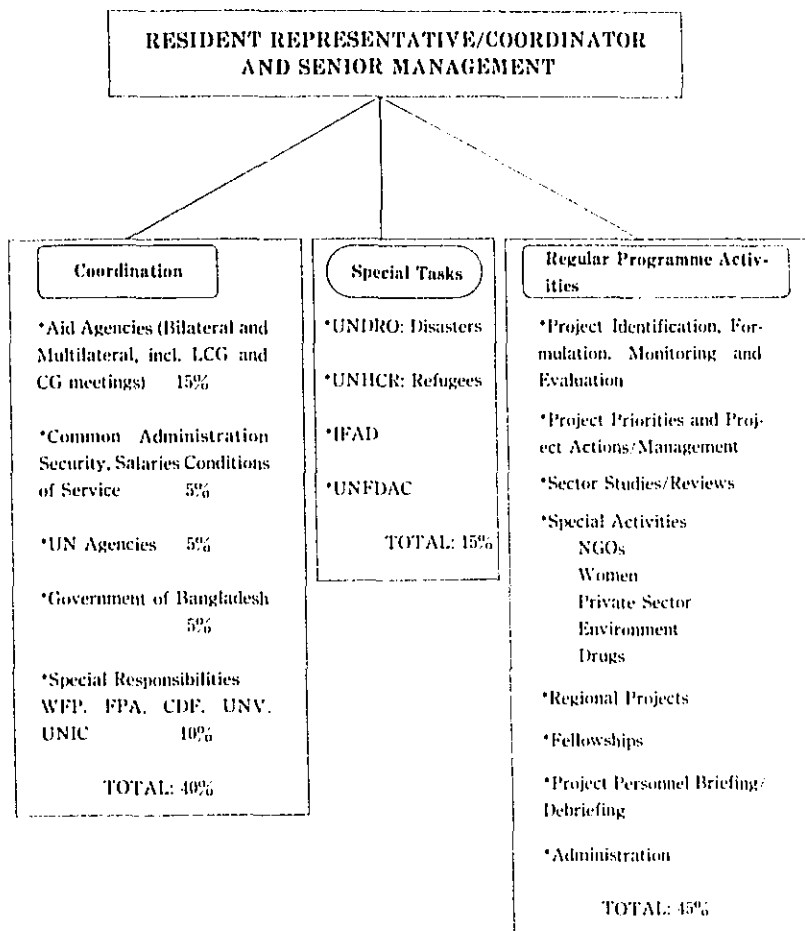 RESIDENT REPRESENTATIVE/COORDINATOR
AND SENIOR MANAGEMENT
Coordination
*Aid Agencies (Bilateral and
Multilateral, incl. LCG and
CG meetings) 15%
*Common Administration
Security, Salaries Conditions
of Service 5%
*UN Agencies 5%
*Government of Bangladesh
5%
*Special Responsibilities
WFP, FPA, CDF, UNV,
UNIC 10%
TOTAL: 40%
Special Tasks
*UNDRO: Disasters
*UNHCR: Refugees
*IFAD
*UNFDAC
TOTAL: 15%
Regular Programme Activ-
ities
*Project Identification, For-
mulation, Monitoring and
Evaluation
*Project Priorities and Proj-
ect Actions/Management
*Sector Studies/Reviews
*Special Activities
NGOs
Women
Private Sector
Environment
Drugs
*Regional Projects
*Fellowships
*Project Personnel Briefing/
Debriefing
*Administration
TOTAL: 45%